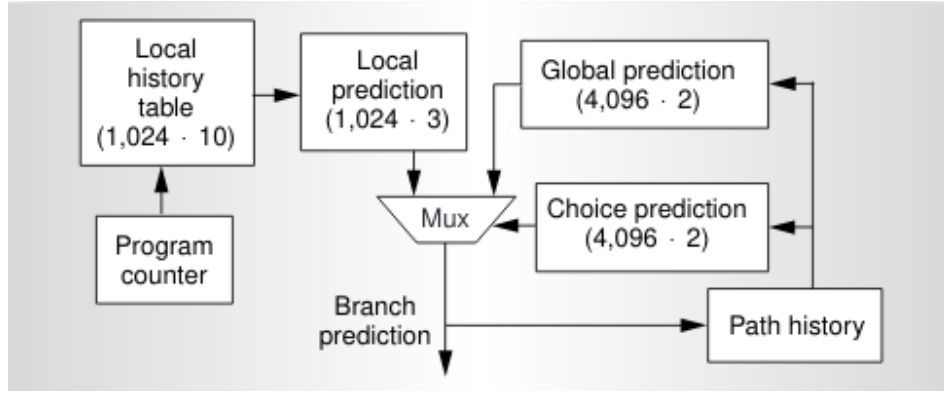 Local
history
table
(1,024 · 10)
Local
prediction
(1,024 · 3)
Global prediction
(4,096 · 2)
Mux
Choice prediction
(4,096 · 2)
Program
counter
Branch
prediction
Path history